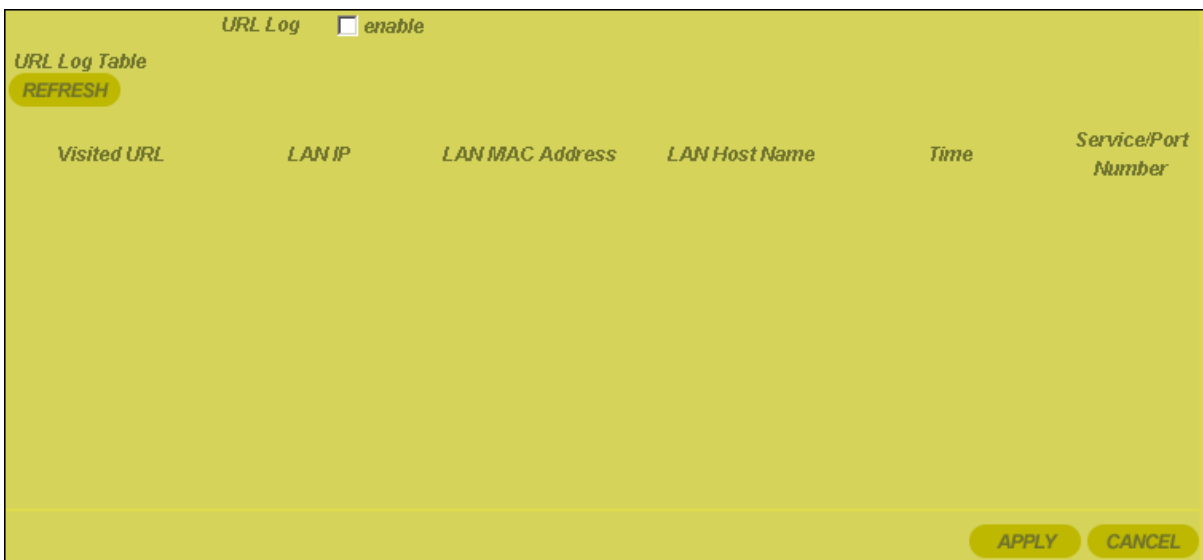 URL Log enable
URL Log Table
REFRESH
Visited URL LAN IP LAN MAC Address LAN Host Name Time Service/Port Number
APPLY CANCEL